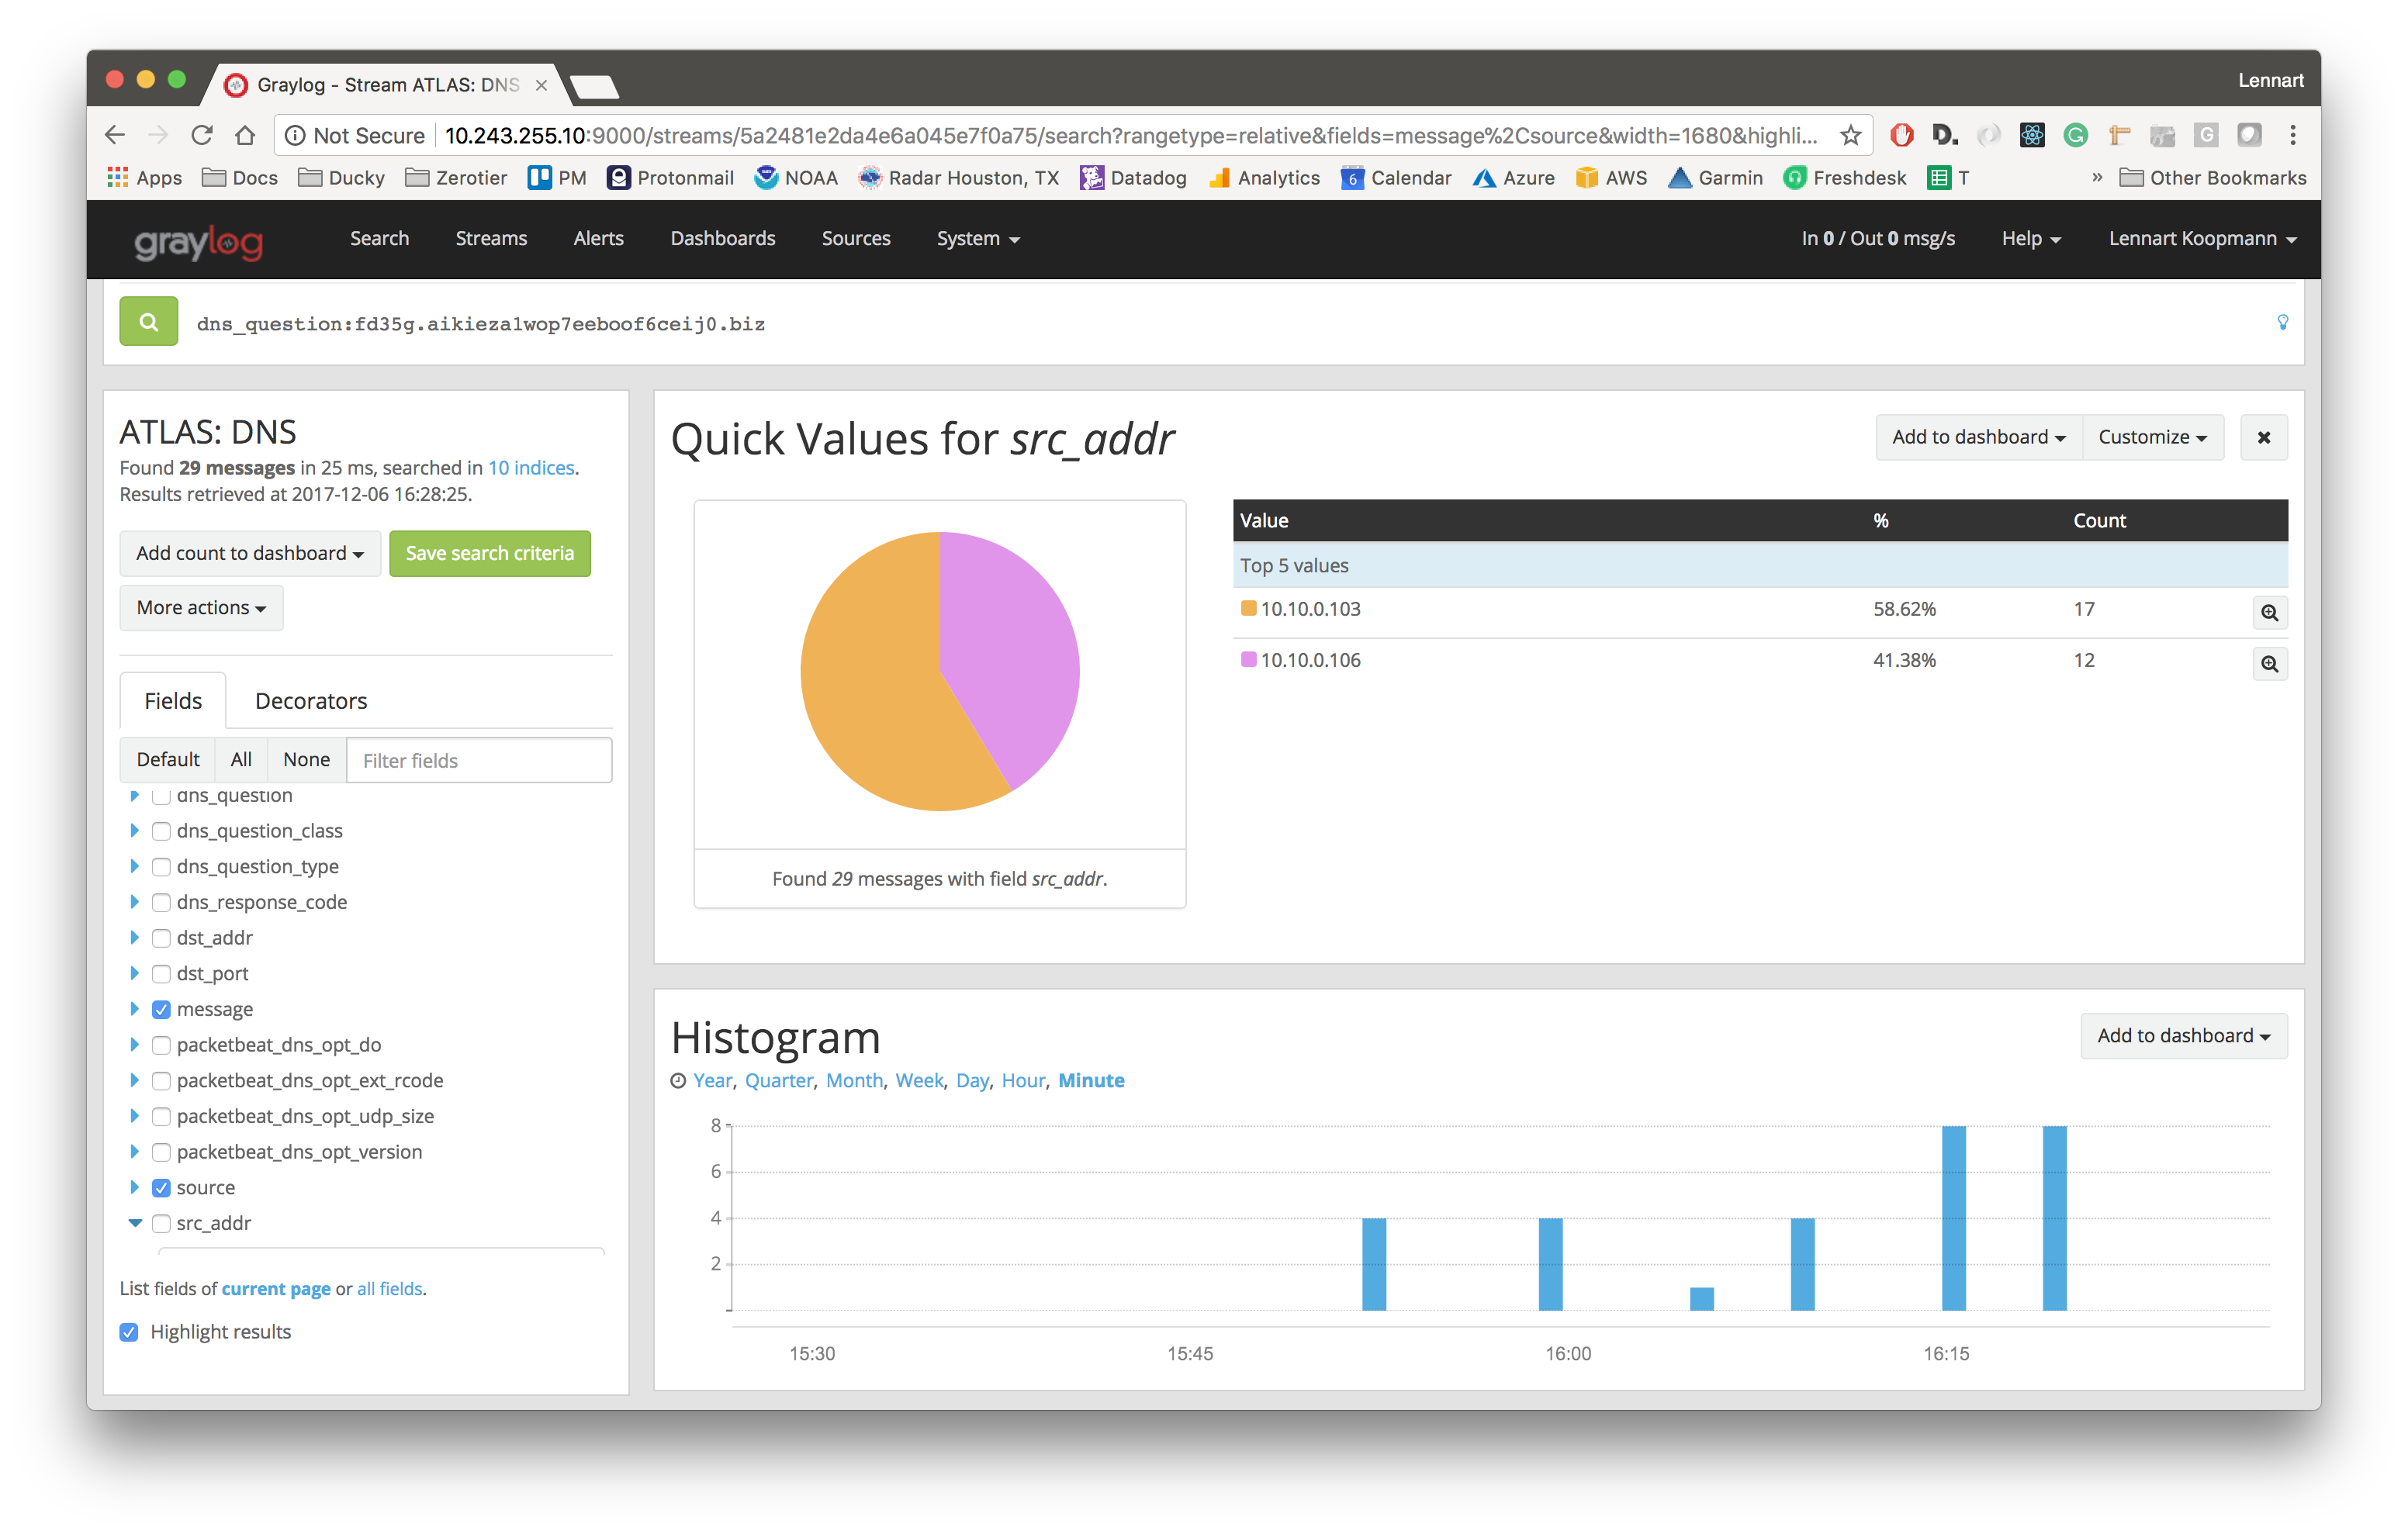 Graylog - Stream ATLAS: DNS
Lennart
Not Secure 10.243.255.10:9000/streams/5a2481e2da4e6a045e7f0a75/search?rangetype=relative&fields=message%2Csource&width=1680&highli...
Apps Docs Ducky Zerotier PM Protonmail NOAA Radar Houston, TX Datadog Analytics 6 Calendar Azure AWS Garmin Freshdesk T » Other Bookmarks
graylog Search Streams Alerts Dashboards Sources System In 0 / Out 0 msg/s Help Lennart Koopmann
dns_question:fd35g.aikieza1wop7eeboof6ceij0.biz
ATLAS: DNS
Found 29 messages in 25 ms, searched in 10 indices.
Results retrieved at 2017-12-06 16:28:25.
Add count to dashboard
Save search criteria
More actions
Fields Decorators
Default All None Filter fields
dns_question
dns_question_class
dns_question_type
dns_response_code
dst_addr
dst_port
message
packetbeat_dns_opt_do
packetbeat_dns_opt_ext_rcode
packetbeat_dns_opt_udp_size
packetbeat_dns_opt_version
source
src_addr
List fields of current page or all fields.
Highlight results
Quick Values for src_addr
Add to dashboard Customize
Value % Count
Top 5 values
10.10.0.103 58.62% 17
10.10.0.106 41.38% 12
Found 29 messages with field src_addr.
Histogram
Add to dashboard
Year, Quarter, Month, Week, Day, Hour, Minute
8
6
4
2
15:30 15:45 16:00 16:15